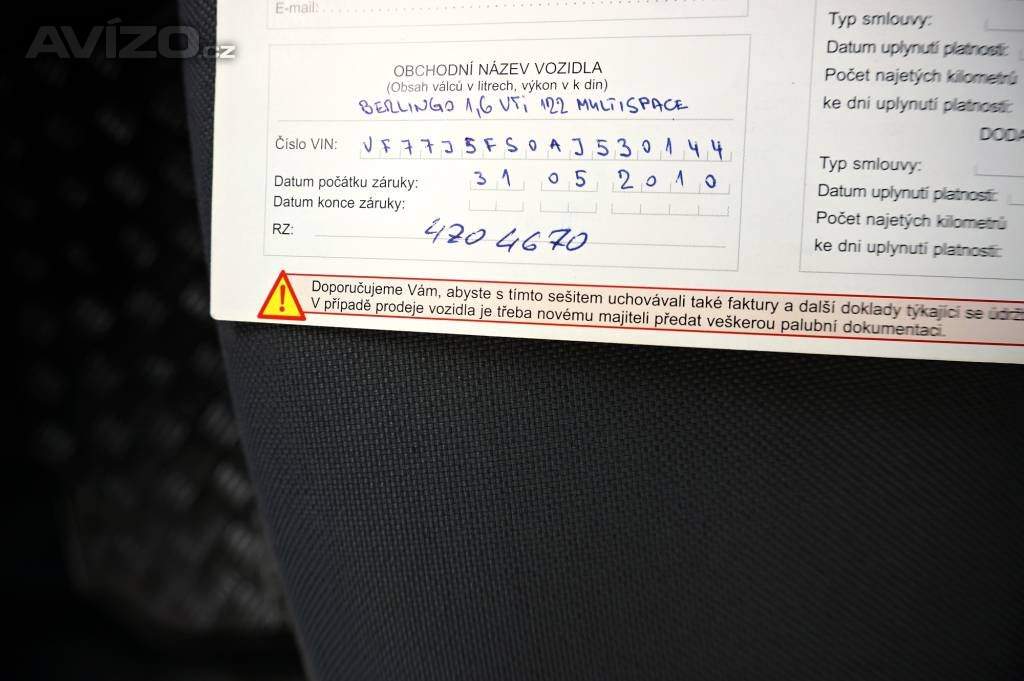 AVÍZO.cz
E-mail:
OBCHODNÍ NÁZEV VOZIDLA
(Obsah válců v litrech, výkon v k din)
BERLINGO 1,6 VTi 122 MULTISPACE
Číslo VIN: VF77J5FS0AJ530144
Datum počátku záruky: 31 05 2010
Datum konce záruky:
RZ: 4Z0 4670
Typ smlouvy:
Datum uplynutí platnosti:
Počet najetých kilometrů
ke dni uplynutí platnosti:
DODA
Typ smlouvy:
Datum uplynutí platnosti:
Počet najetých kilometrů
ke dni uplynutí platnosti:
Doporučujeme Vám, abyste s tímto sešitem uchovávali také faktury a další doklady týkající se údrž
V případě prodeje vozidla je třeba novému majiteli předat veškerou palubní dokumentaci.